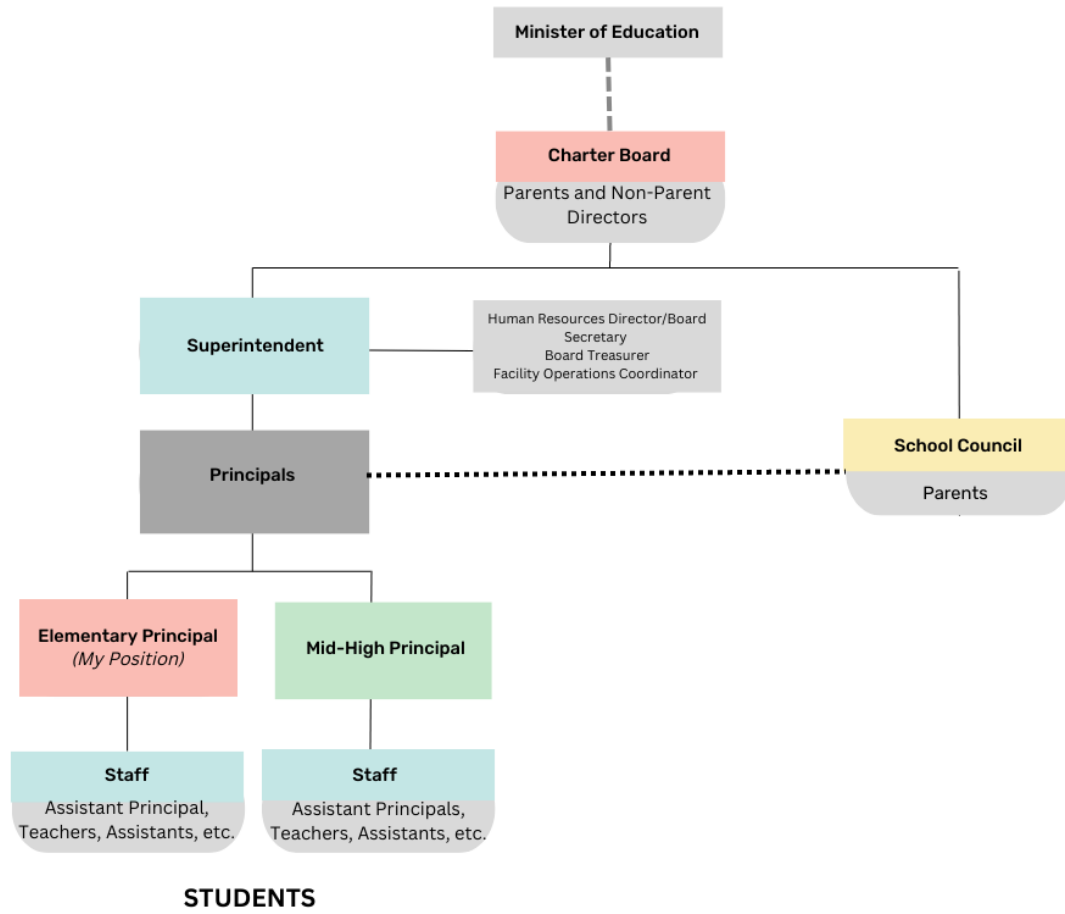 Minister of Education
Charter Board
Parents and Non-Parent
Directors
Superintendent
Human Resources Director/Board
Secretary
Board Treasurer
Facility Operations Coordinator
Principals
School Council
Parents
Elementary Principal
(My Position)
Mid-High Principal
Staff
Assistant Principal,
Teachers, Assistants, etc.
Staff
Assistant Principals,
Teachers, Assistants, etc.
STUDENTS